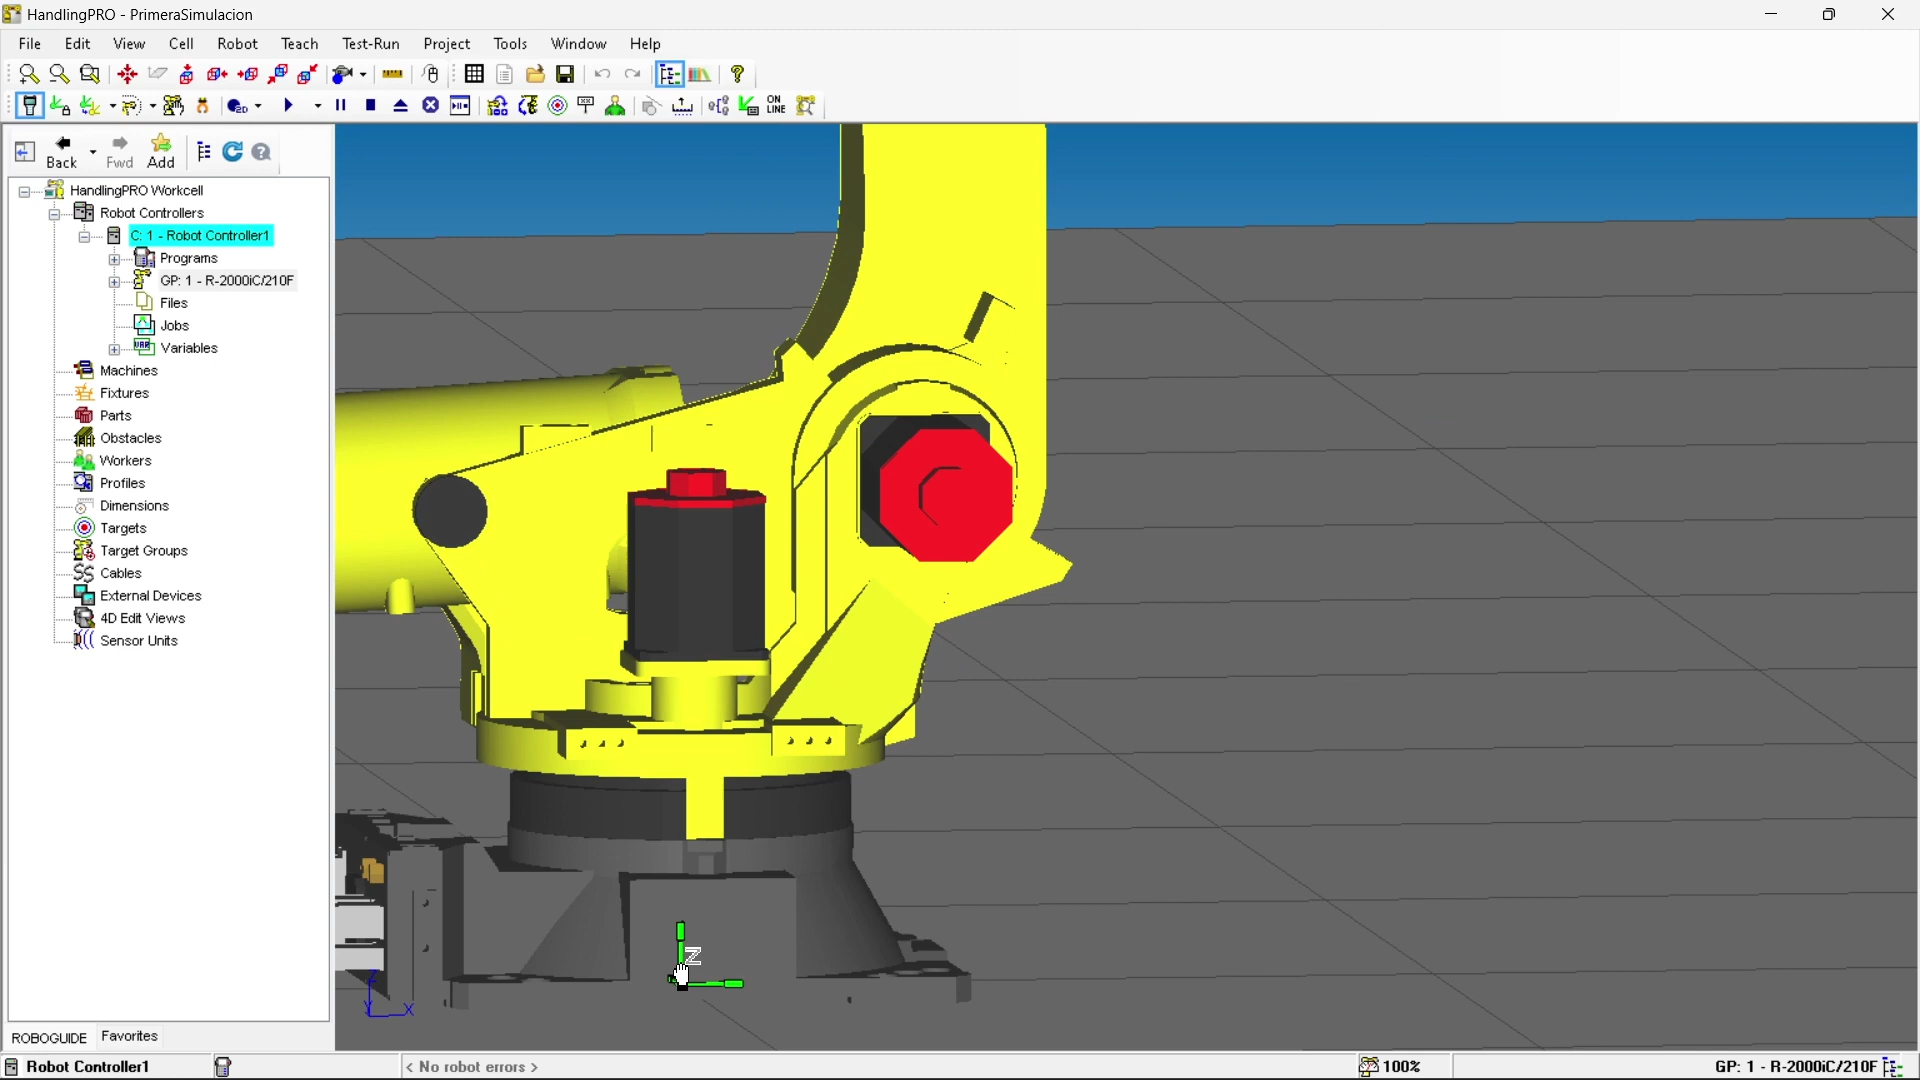 HandlingPRO - PrimeraSimulacion
File Edit View Cell Robot Teach Test-Run Project Tools Window Help
2D
ON LINE
Back Fwd Add
HandlingPRO Workcell
Robot Controllers
C: 1 - Robot Controller1
Programs
GP: 1 - R-2000iC/210F
Files
Jobs
VAR Variables
Machines
Fixtures
Parts
Obstacles
Workers
Profiles
Dimensions
Targets
Target Groups
Cables
External Devices
4D Edit Views
Sensor Units
Z
Z
Y X
ROBOGUIDE Favorites
Robot Controller1 < No robot errors > 100% GP: 1 - R-2000iC/210F